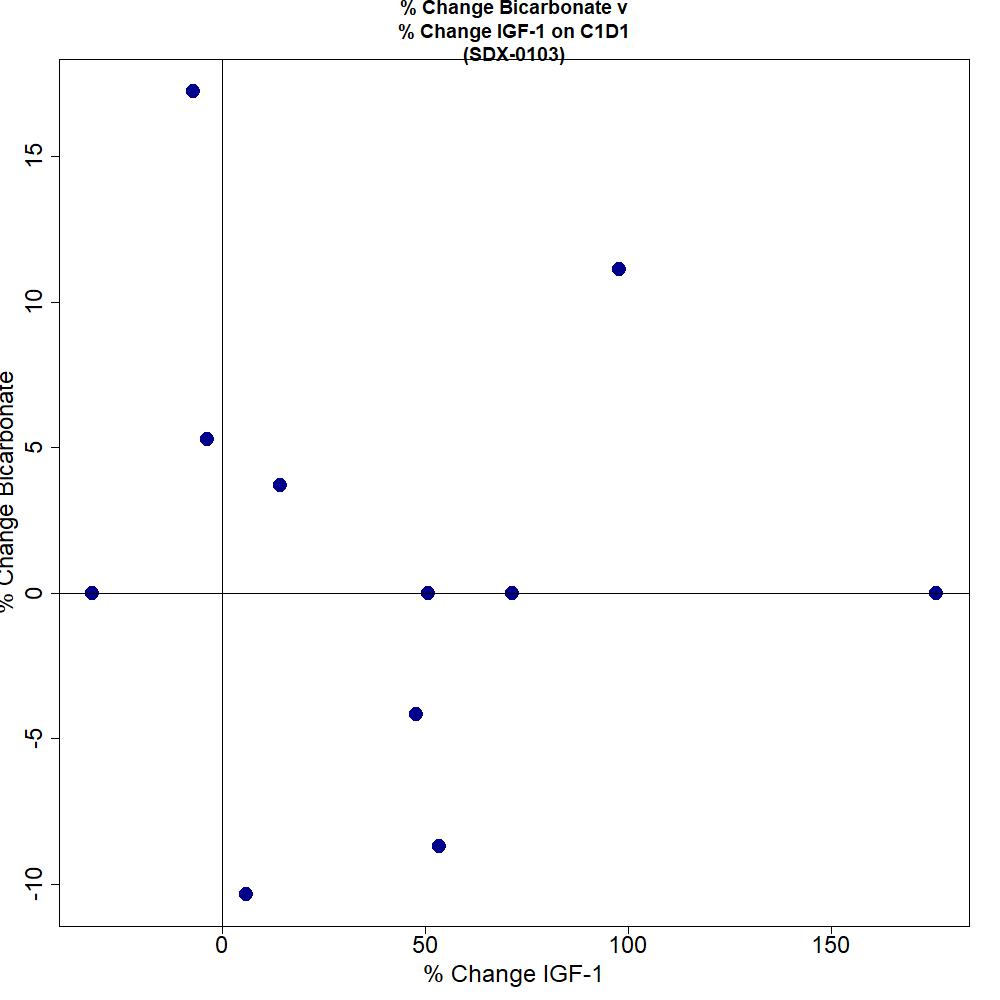 % Change Bicarbonate v
% Change IGF-1 on C1D1
(SDX-0103)
15
10
5
0
-5
-10
% Change Bicarbonate
0 50 100 150
% Change IGF-1